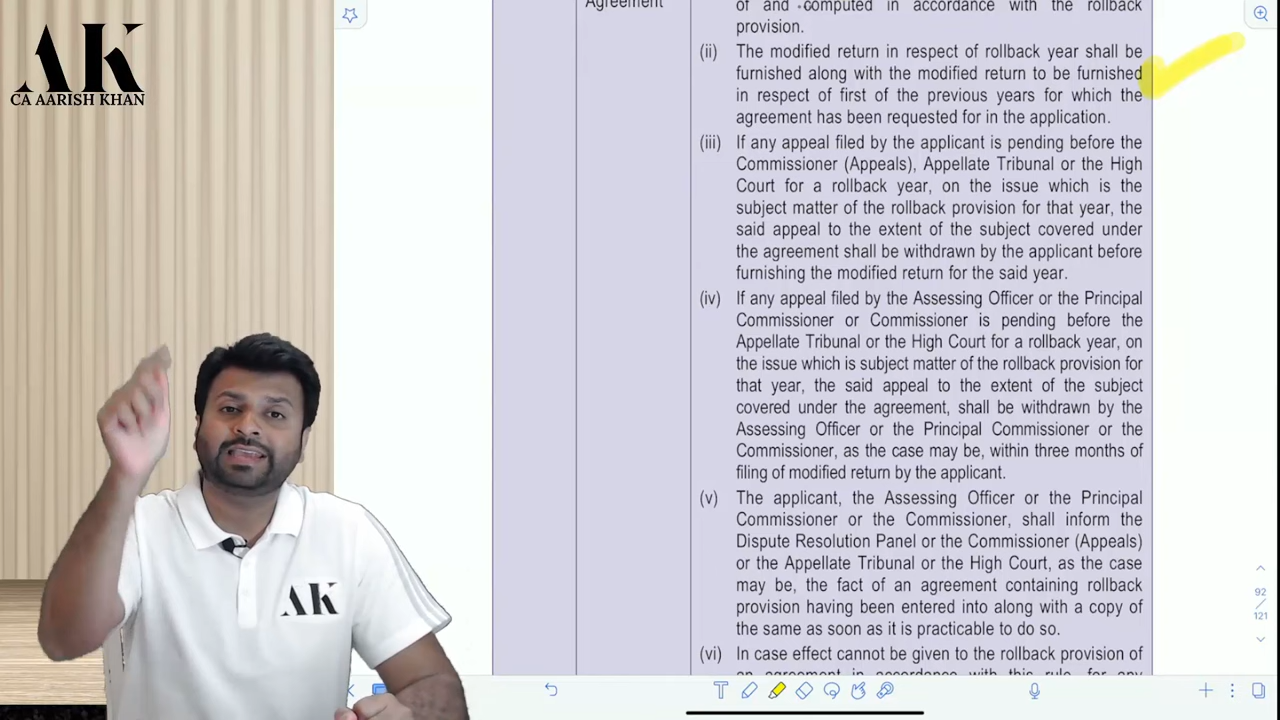 AK
CA AARISH KHAN
Agreement
of and computed in accordance with the rollback
provision.
(ii) The modified return in respect of rollback year shall be
furnished along with the modified return to be furnished
in respect of first of the previous years for which the
agreement has been requested for in the application.
(iii) If any appeal filed by the applicant is pending before the
Commissioner (Appeals), Appellate Tribunal or the High
Court for a rollback year, on the issue which is the
subject matter of the rollback provision for that year, the
said appeal to the extent of the subject covered under
the agreement shall be withdrawn by the applicant before
furnishing the modified return for the said year.
(iv) If any appeal filed by the Assessing Officer or the Principal
Commissioner or Commissioner is pending before the
Appellate Tribunal or the High Court for a rollback year, on
the issue which is subject matter of the rollback provision for
that year, the said appeal to the extent of the subject
covered under the agreement, shall be withdrawn by the
Assessing Officer or the Principal Commissioner or the
Commissioner, as the case may be, within three months of
filing of modified return by the applicant.
(v) The applicant, the Assessing Officer or the Principal
Commissioner or the Commissioner, shall inform the
Dispute Resolution Panel or the Commissioner (Appeals)
or the Appellate Tribunal or the High Court, as the case
may be, the fact of an agreement containing rollback
provision having been entered into along with a copy of
the same as soon as it is practicable to do so.
(vi) In case effect cannot be given to the rollback provision of
an agreement in accordance with this rule, for any
AK
92
/
121
T